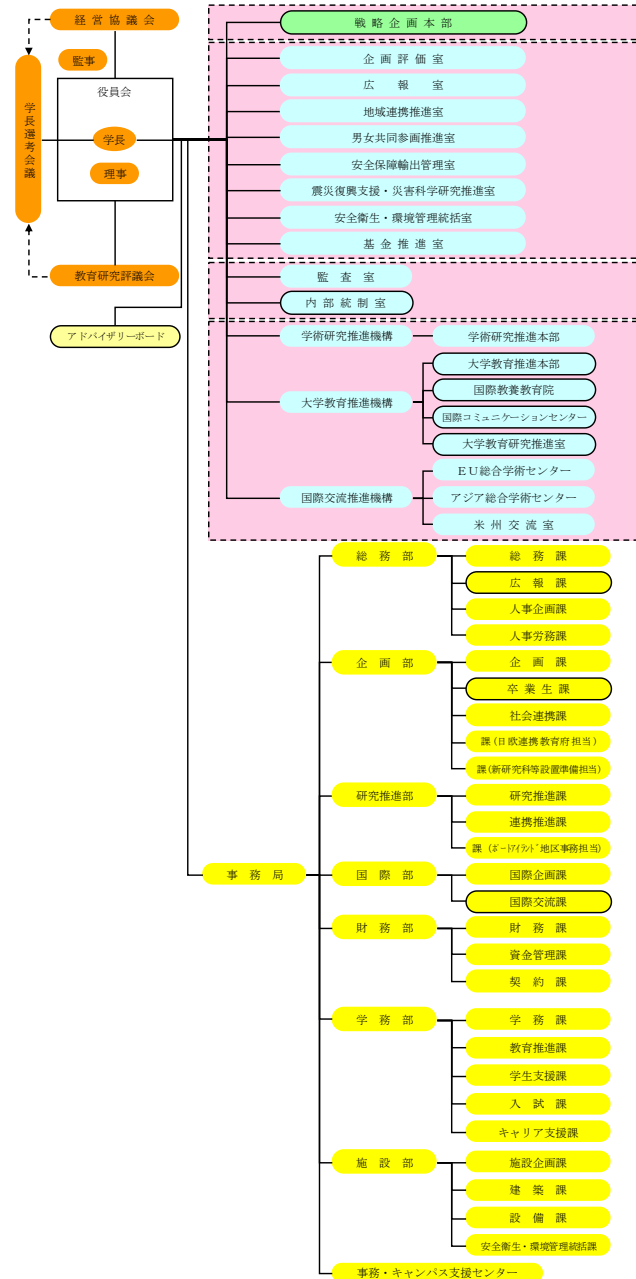 経営協議会
監事
役員会
学長選考会議
学長
理事
教育研究評議会
アドバイザリーボード
戦略企画本部
企画評価室
広報室
地域連携推進室
男女共同参画推進室
安全保障輸出管理室
震災復興支援・災害科学研究推進室
安全衛生・環境管理統括室
基金推進室
監査室
内部統制室
学術研究推進機構
学術研究推進本部
大学教育推進機構
大学教育推進本部
国際教養教育院
国際コミュニケーションセンター
大学教育研究推進室
国際交流推進機構
EU総合学術センター
アジア総合学術センター
米州交流室
事務局
総務部
総務課
広報課
人事企画課
人事労務課
企画部
企画課
卒業生課
社会連携課
課(日欧連携教育府担当)
課(新研究科等設置準備担当)
研究推進部
研究推進課
連携推進課
課(ポートアイランド地区事務担当)
国際部
国際企画課
国際交流課
財務部
財務課
資金管理課
契約課
学務部
学務課
教育推進課
学生支援課
入試課
キャリア支援課
施設部
施設企画課
建築課
設備課
安全衛生・環境管理統括課
事務・キャンパス支援センター